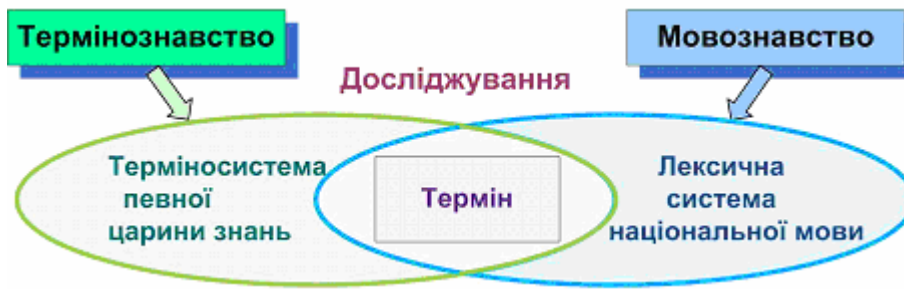 Термінознавство
Мовознавство
Досліджування
Терміносистема
певної
царини знань
Термін
Лексична
система
національної мови